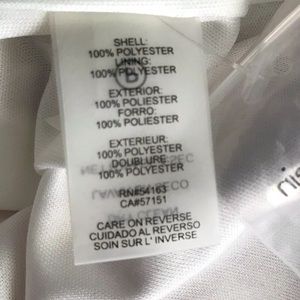 SHELL:
100% POLYESTER
LINING:
100% POLYESTER
EXTERIOR:
100% POLIESTER
FORRO:
100% POLIESTER
EXTERIEUR:
100% POLYESTER
DOUBLURE:
100% POLYESTER
RN#54163
CA#57151
CARE ON REVERSE
CUIDADO AL REVERSO
SOIN SUR L' INVERSE